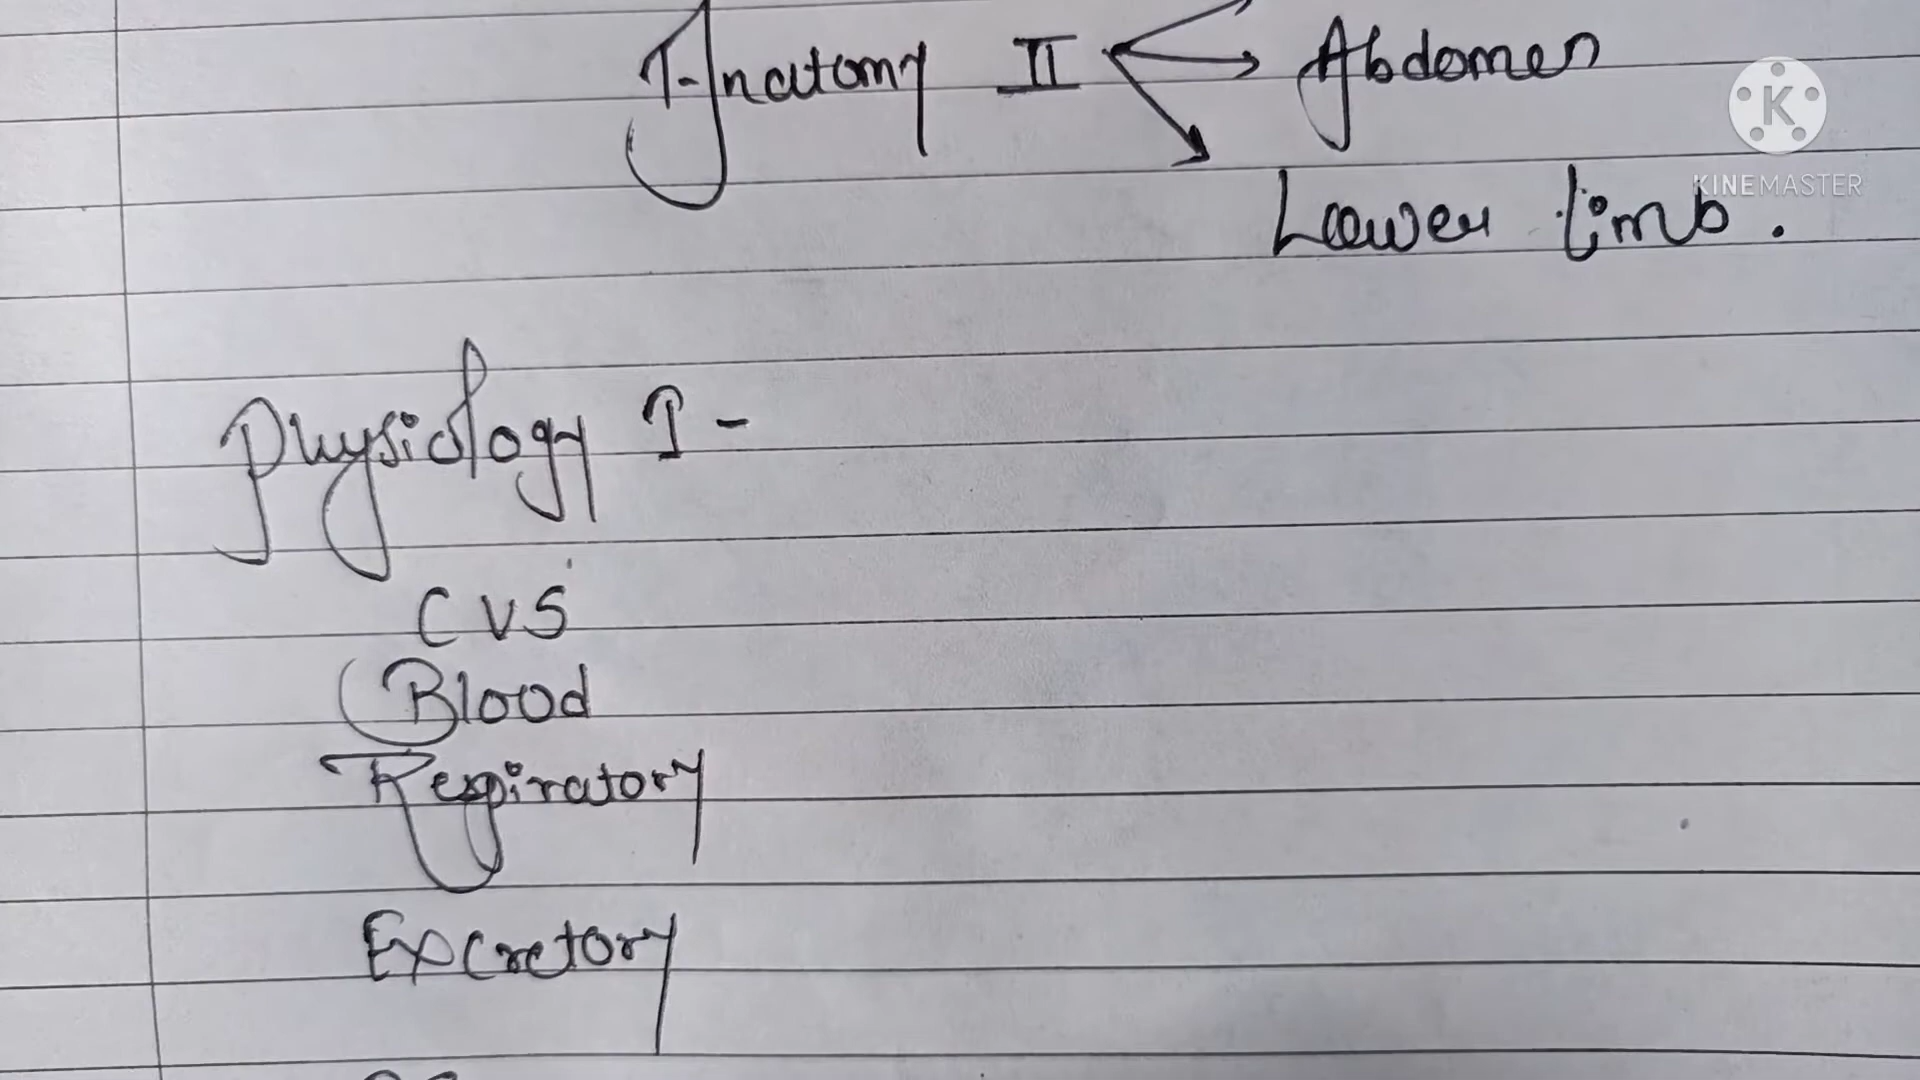 Anatomy II → Abdomen
Lower limb.
KINEMASTER
Physiology I -
CVS
Blood
Respiratory
Excretory